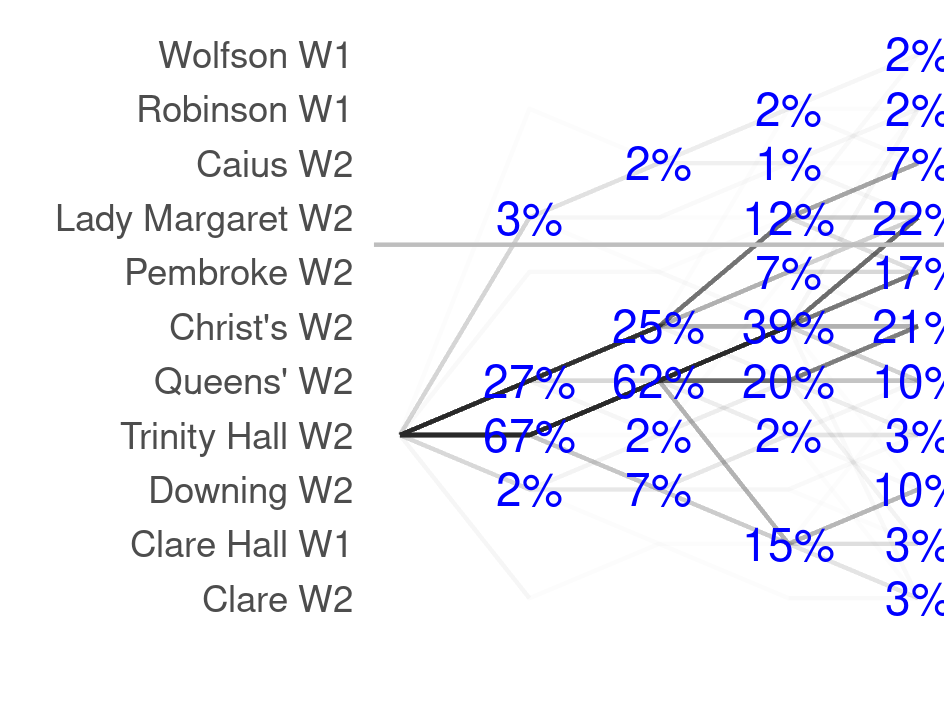 Wolfson W1 2%
Robinson W1 2% 2%
Caius W2 2% 1% 7%
Lady Margaret W2 3% 12% 22%
Pembroke W2 7% 17%
Christ's W2 25% 39% 21%
Queens' W2 27% 62% 20% 10%
Trinity Hall W2 67% 2% 2% 3%
Downing W2 2% 7% 10%
Clare Hall W1 15% 3%
Clare W2 3%